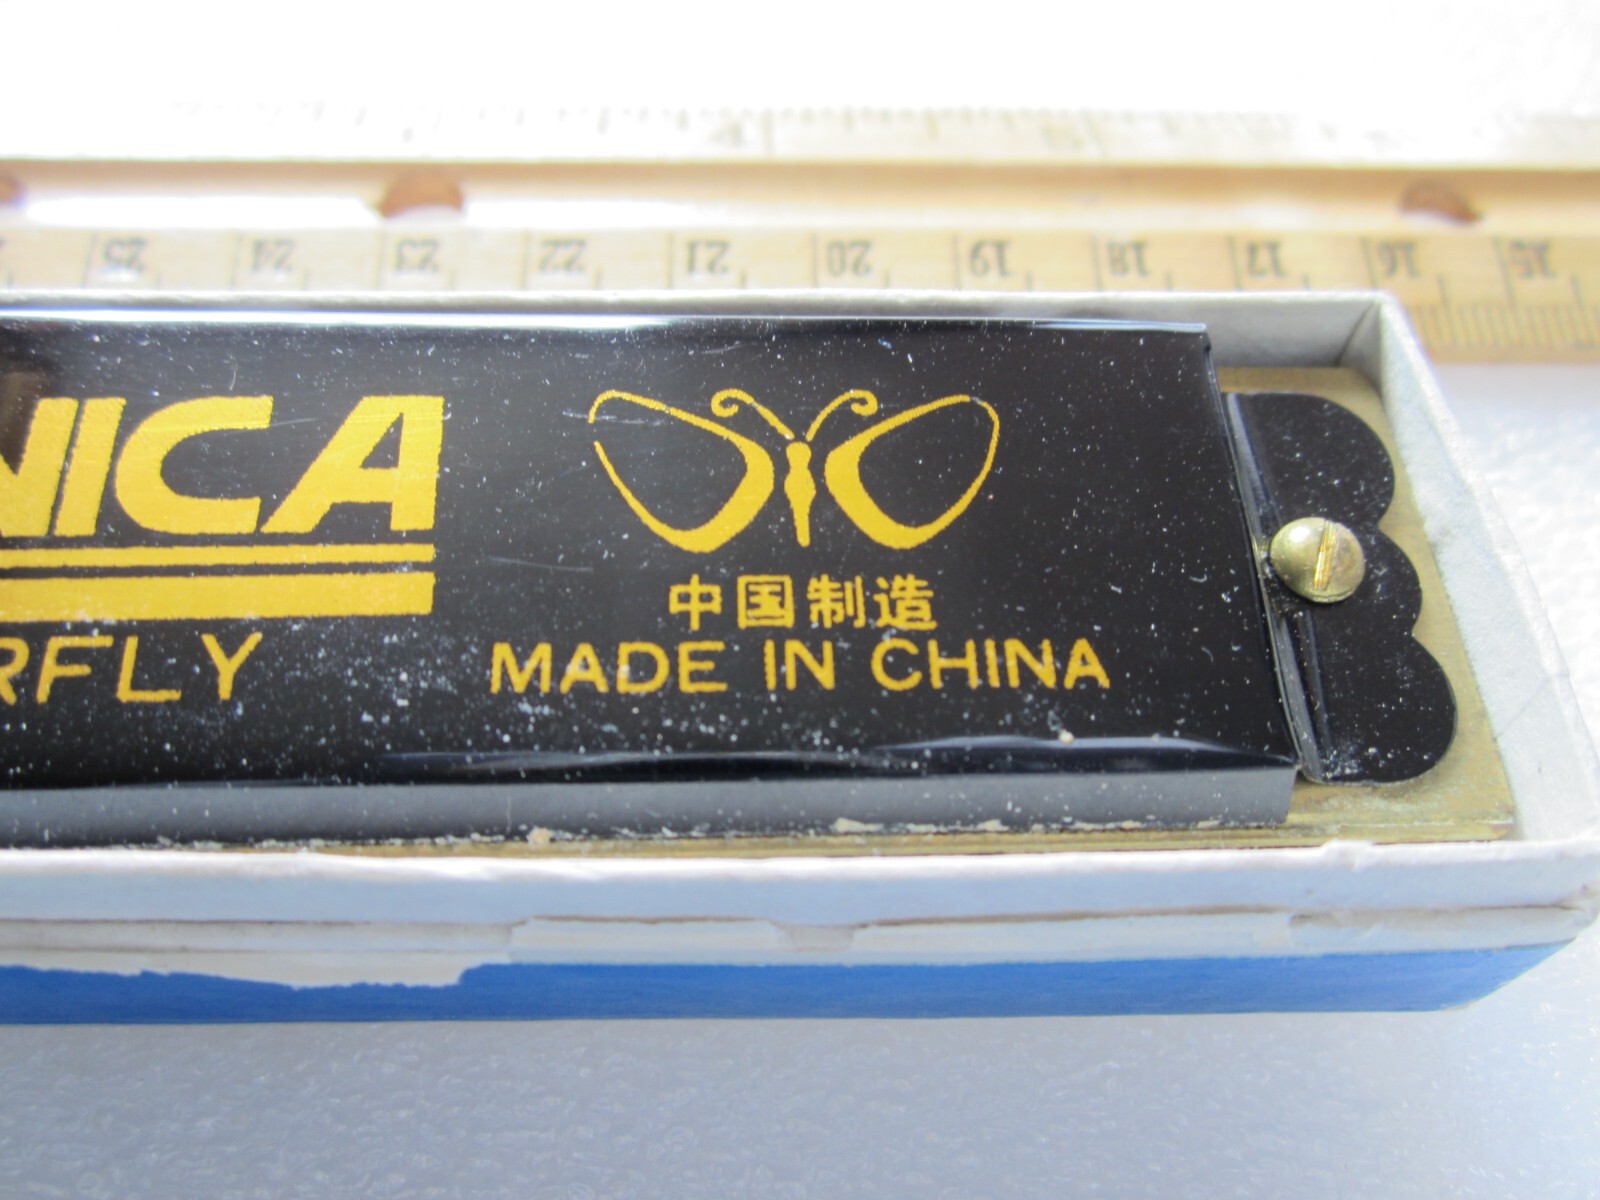 25 24 23 22 21 20 19 18 17 16 15
NICA
RFLY
中国制造
MADE IN CHINA